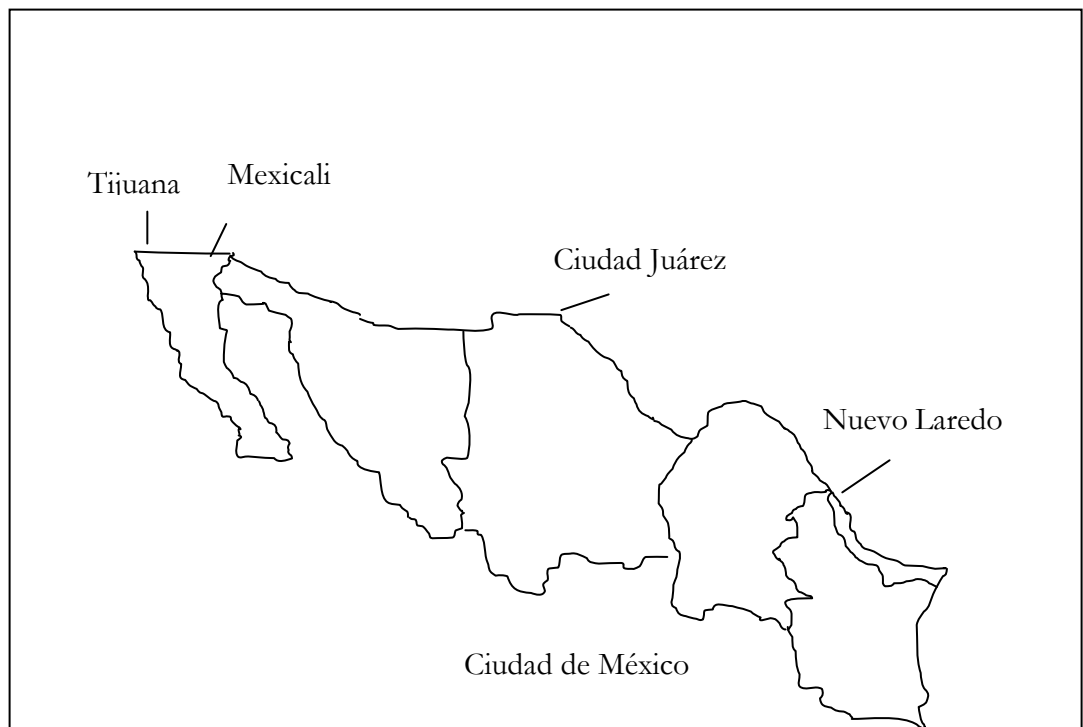 Tijuana
Mexicali
Ciudad Juárez
Nuevo Laredo
Ciudad de México